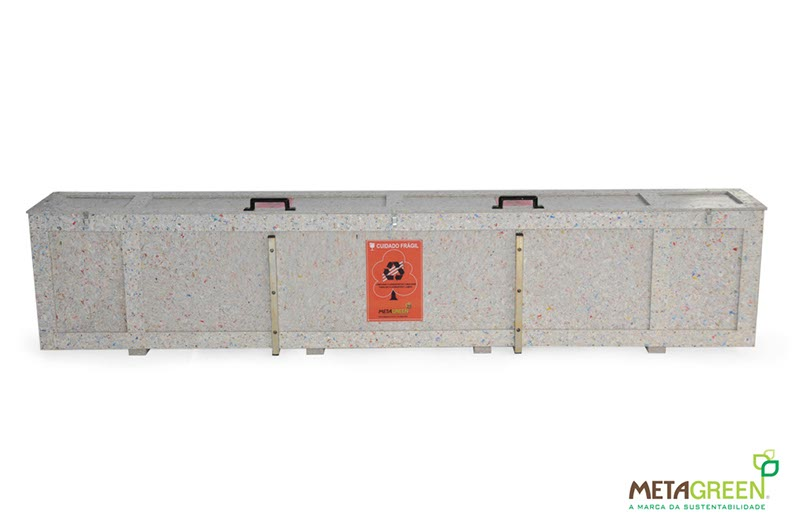 CUIDADO FRÁGIL
METAGREEN
METAGREEN®
A MARCA DA SUSTENTABILIDADE